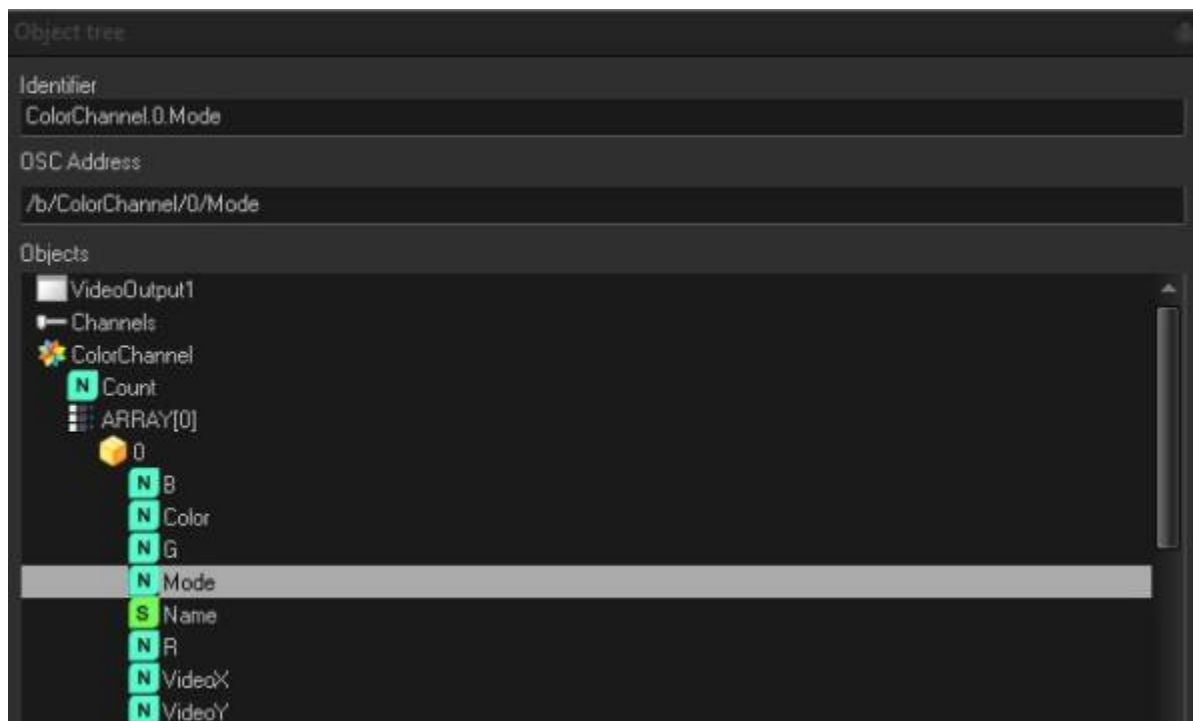 Object tree
Identifier
ColorChannel.0.Mode
OSC Address
/b/ColorChannel/0/Mode
Objects
VideoOutput1
Channels
ColorChannel
N Count
ARRAY[0]
0
N B
N Color
N G
N Mode
S Name
N R
N VideoX
N VideoY